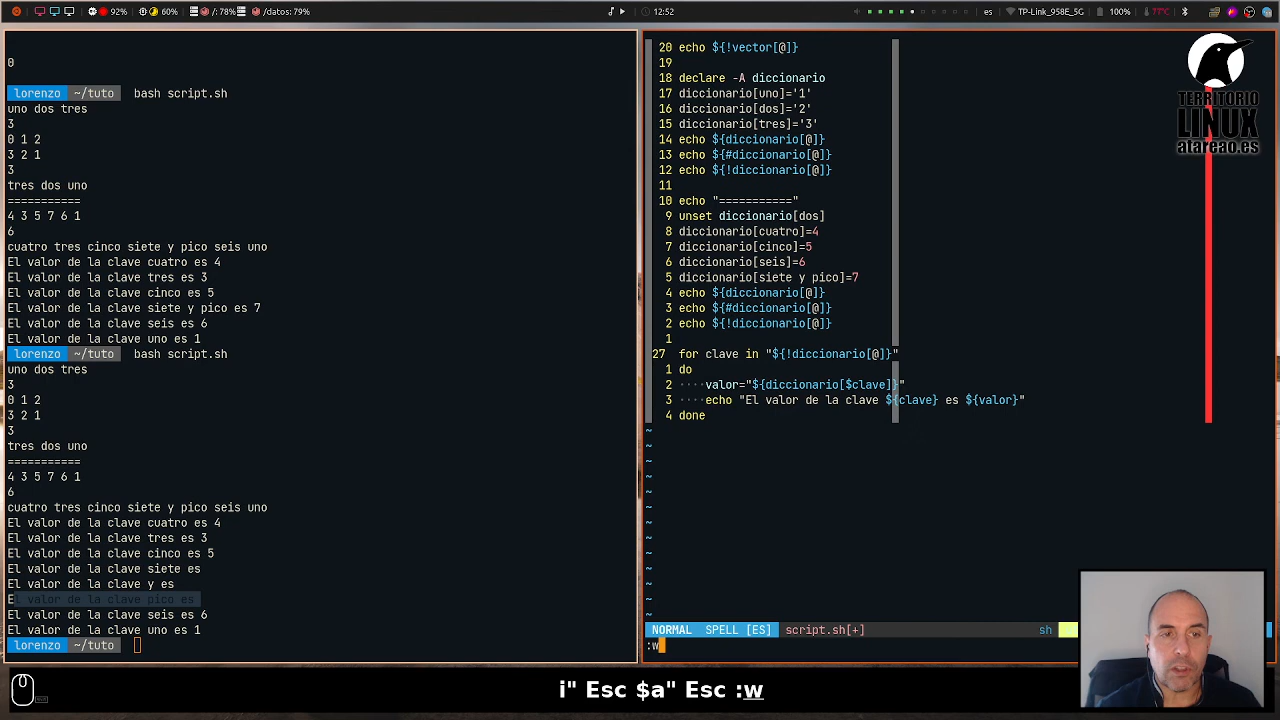 92% 60% /: 78% /datos: 79% 12:52 es TP-Link_958E_5G 100% 77°C
0
lorenzo ~/tuto bash script.sh
uno dos tres
3
0 1 2
3 2 1
3
tres dos uno
===========
4 3 5 7 6 1
6
cuatro tres cinco siete y pico seis uno
El valor de la clave cuatro es 4
El valor de la clave tres es 3
El valor de la clave cinco es 5
El valor de la clave siete y pico es 7
El valor de la clave seis es 6
El valor de la clave uno es 1
lorenzo ~/tuto bash script.sh
uno dos tres
3
0 1 2
3 2 1
3
tres dos uno
===========
4 3 5 7 6 1
6
cuatro tres cinco siete y pico seis uno
El valor de la clave cuatro es 4
El valor de la clave tres es 3
El valor de la clave cinco es 5
El valor de la clave siete es
El valor de la clave y es
El valor de la clave pico es
El valor de la clave seis es 6
El valor de la clave uno es 1
lorenzo ~/tuto
20 echo ${!vector[@]}
19
18 declare -A diccionario
17 diccionario[uno]='1'
16 diccionario[dos]='2'
15 diccionario[tres]='3'
14 echo ${diccionario[@]}
13 echo ${#diccionario[@]}
12 echo ${!diccionario[@]}
11
10 echo "==========="
9 unset diccionario[dos]
8 diccionario[cuatro]=4
7 diccionario[cinco]=5
6 diccionario[seis]=6
5 diccionario[siete y pico]=7
4 echo ${diccionario[@]}
3 echo ${#diccionario[@]}
2 echo ${!diccionario[@]}
1
27 for clave in "${!diccionario[@]}"
1 do
2 ····valor="${diccionario[$clave]}"
3 ····echo "El valor de la clave ${clave} es ${valor}"
4 done
~
~
~
~
~
~
~
~
~
~
~
~
~
NORMAL SPELL [ES] script.sh[+] sh
:w
TERRITORIO
LINUX
atareao.es
i" Esc $a" Esc :w